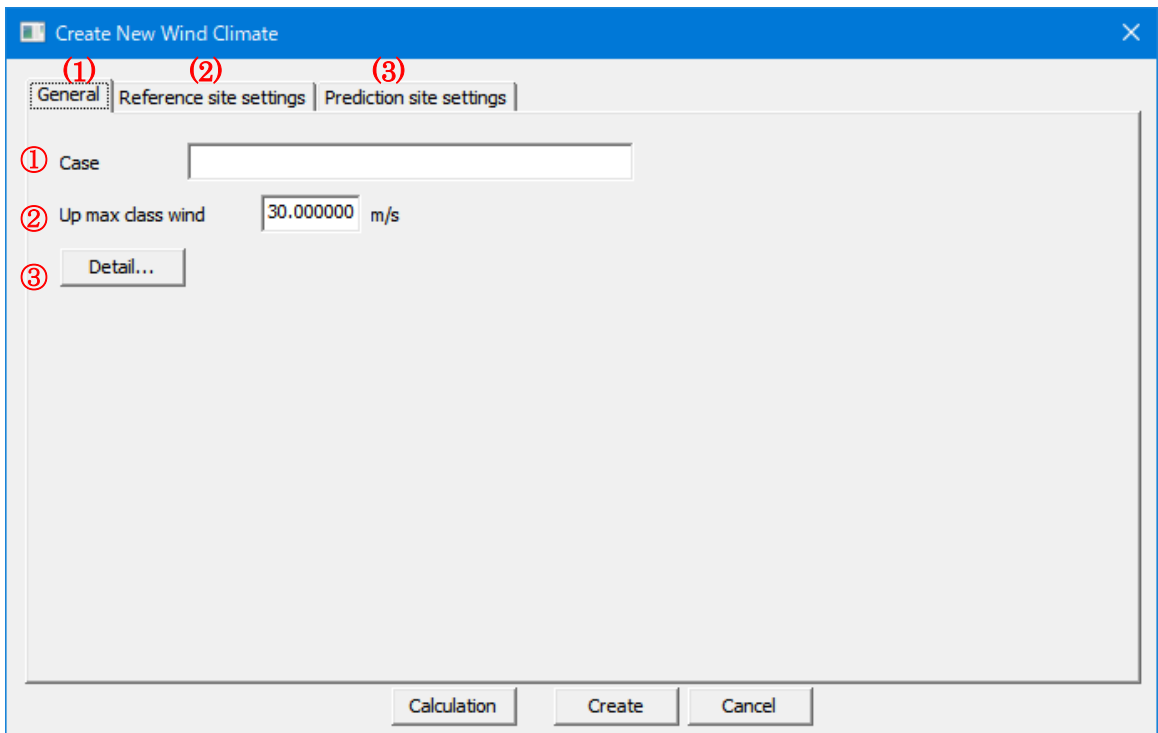 Create New Wind Climate
(1) (2) (3)
General Reference site settings Prediction site settings
① Case
② Up max class wind 30.000000 m/s
③ Detail...
Calculation Create Cancel